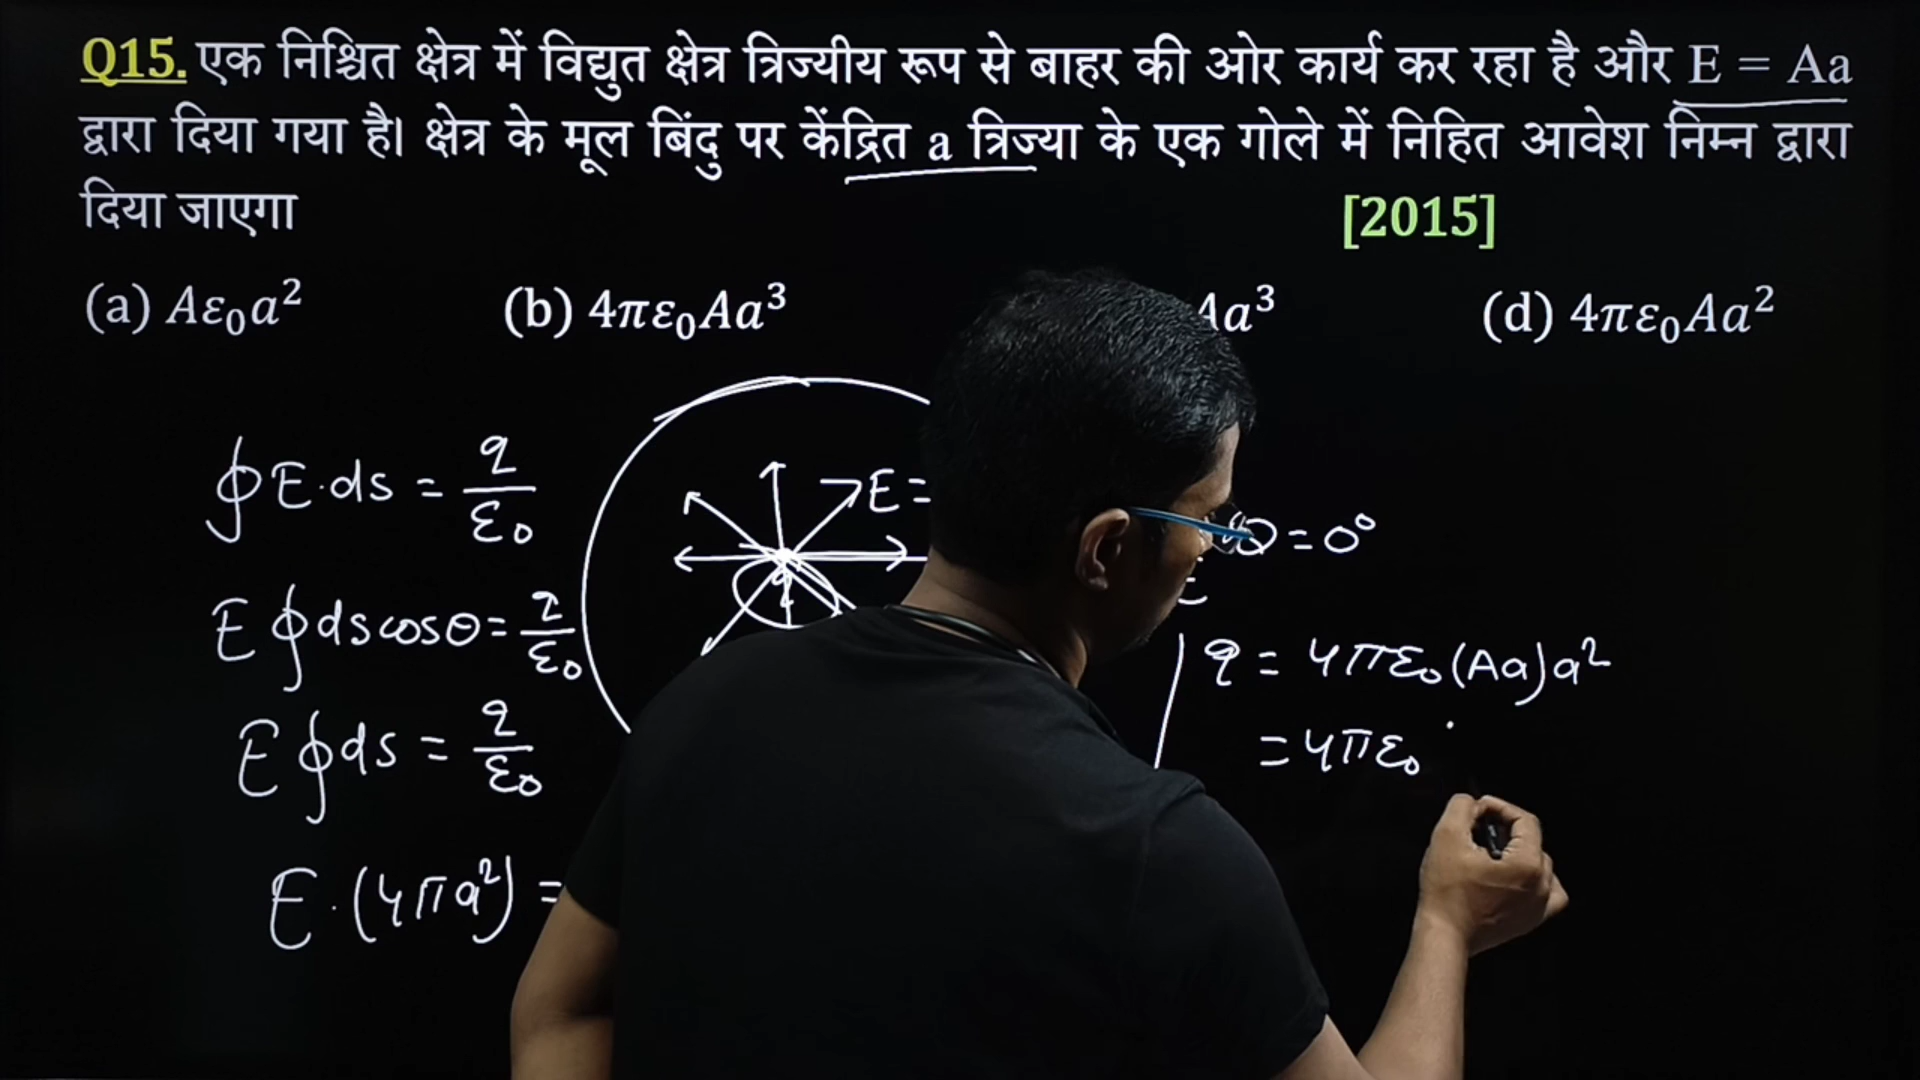 Q15. एक निश्चित क्षेत्र में विद्युत क्षेत्र त्रिज्यीय रूप से बाहर की ओर कार्य कर रहा है और E = Aa
द्वारा दिया गया है। क्षेत्र के मूल बिंदु पर केंद्रित a त्रिज्या के एक गोले में निहित आवेश निम्न द्वारा
दिया जाएगा [2015]
(a) Aε₀a² (b) 4πε₀Aa³ Aa³ (d) 4πε₀Aa²
∮E·ds = q/ε₀
E =
θ = 0°
E∮ds cosθ = q/ε₀
q = 4πε₀(Aa)a²
E∮ds = q/ε₀
= 4πε₀
E·(4πa²) =